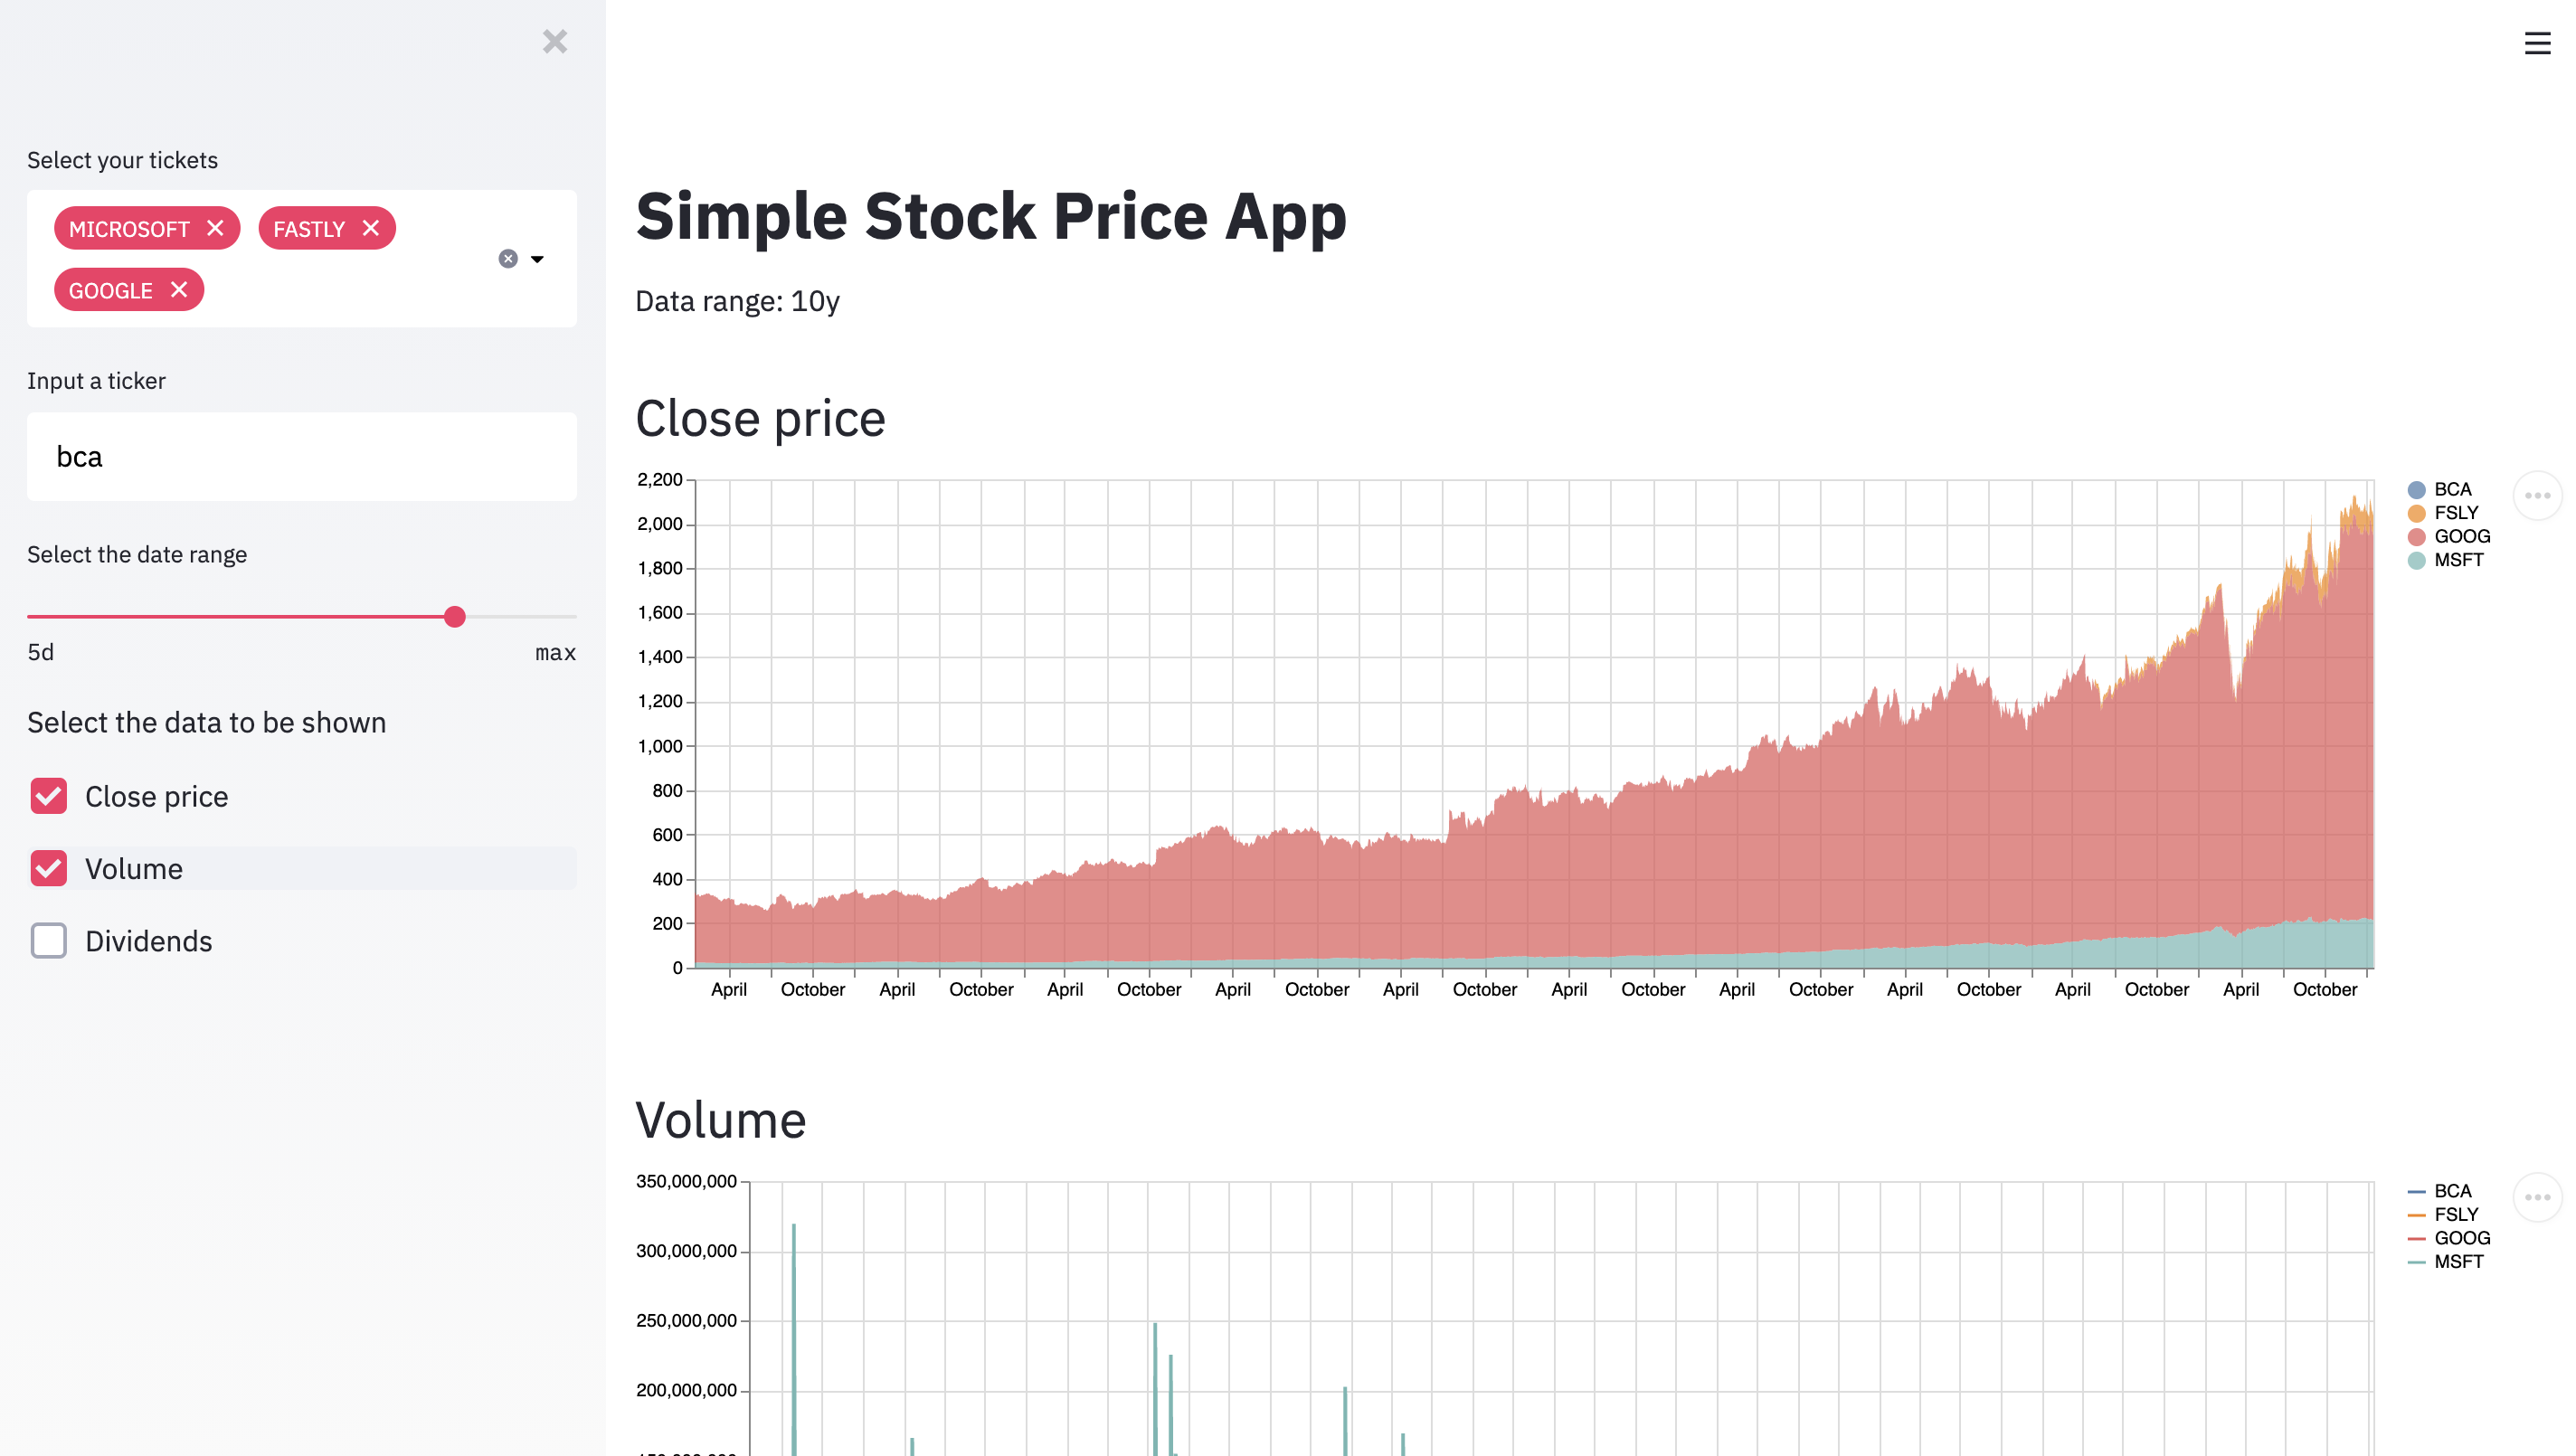 Select your tickets
MICROSOFT
FASTLY
GOOGLE
Input a ticker
bca
Select the date range
5d
max
Select the data to be shown
Close price
Volume
Dividends
Simple Stock Price App
Data range: 10y
Close price
2,200
2,000
1,800
1,600
1,400
1,200
1,000
800
600
400
200
0
April October April October April October April October April October April October April October April October April October April October
BCA
FSLY
GOOG
MSFT
Volume
350,000,000
300,000,000
250,000,000
200,000,000
BCA
FSLY
GOOG
MSFT